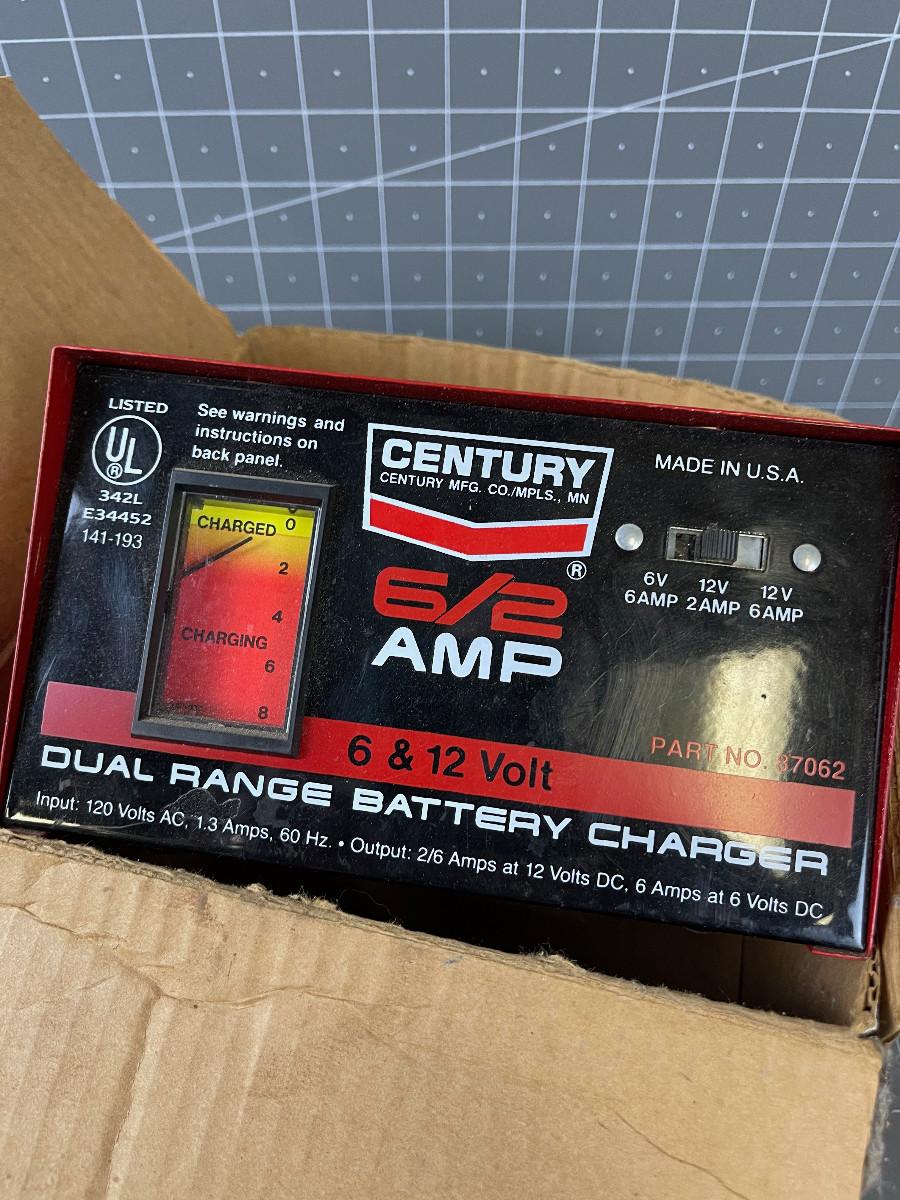 LISTED
UL
®
342L
E34452
141-193
See warnings and
instructions on
back panel.
CHARGED
0
2
4
CHARGING
6
8
CENTURY
CENTURY MFG. CO./MPLS., MN
®
6/2
AMP
MADE IN U.S.A.
6V 12V 12V
6AMP 2AMP 6AMP
PART NO. 87062
6 & 12 Volt
DUAL RANGE BATTERY CHARGER
Input: 120 Volts AC, 1.3 Amps, 60 Hz. • Output: 2/6 Amps at 12 Volts DC, 6 Amps at 6 Volts DC